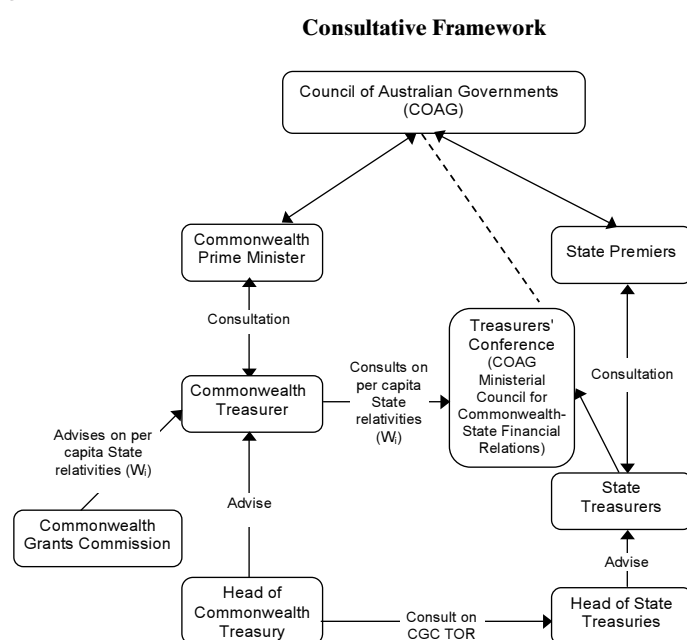 Consultative Framework
Council of Australian Governments
(COAG)
Commonwealth
Prime Minister
State Premiers
Consultation
Treasurers'
Conference
(COAG
Ministerial
Council for
Commonwealth-
State Financial
Relations)
Consults on
per capita
State
relativities
(Wi)
Consultation
Commonwealth
Treasurer
Advises on per
capita State
relativities (Wi)
State
Treasurers
Advise
Commonwealth
Grants Commission
Advise
Head of
Commonwealth
Treasury
Consult on
CGC TOR
Head of State
Treasuries